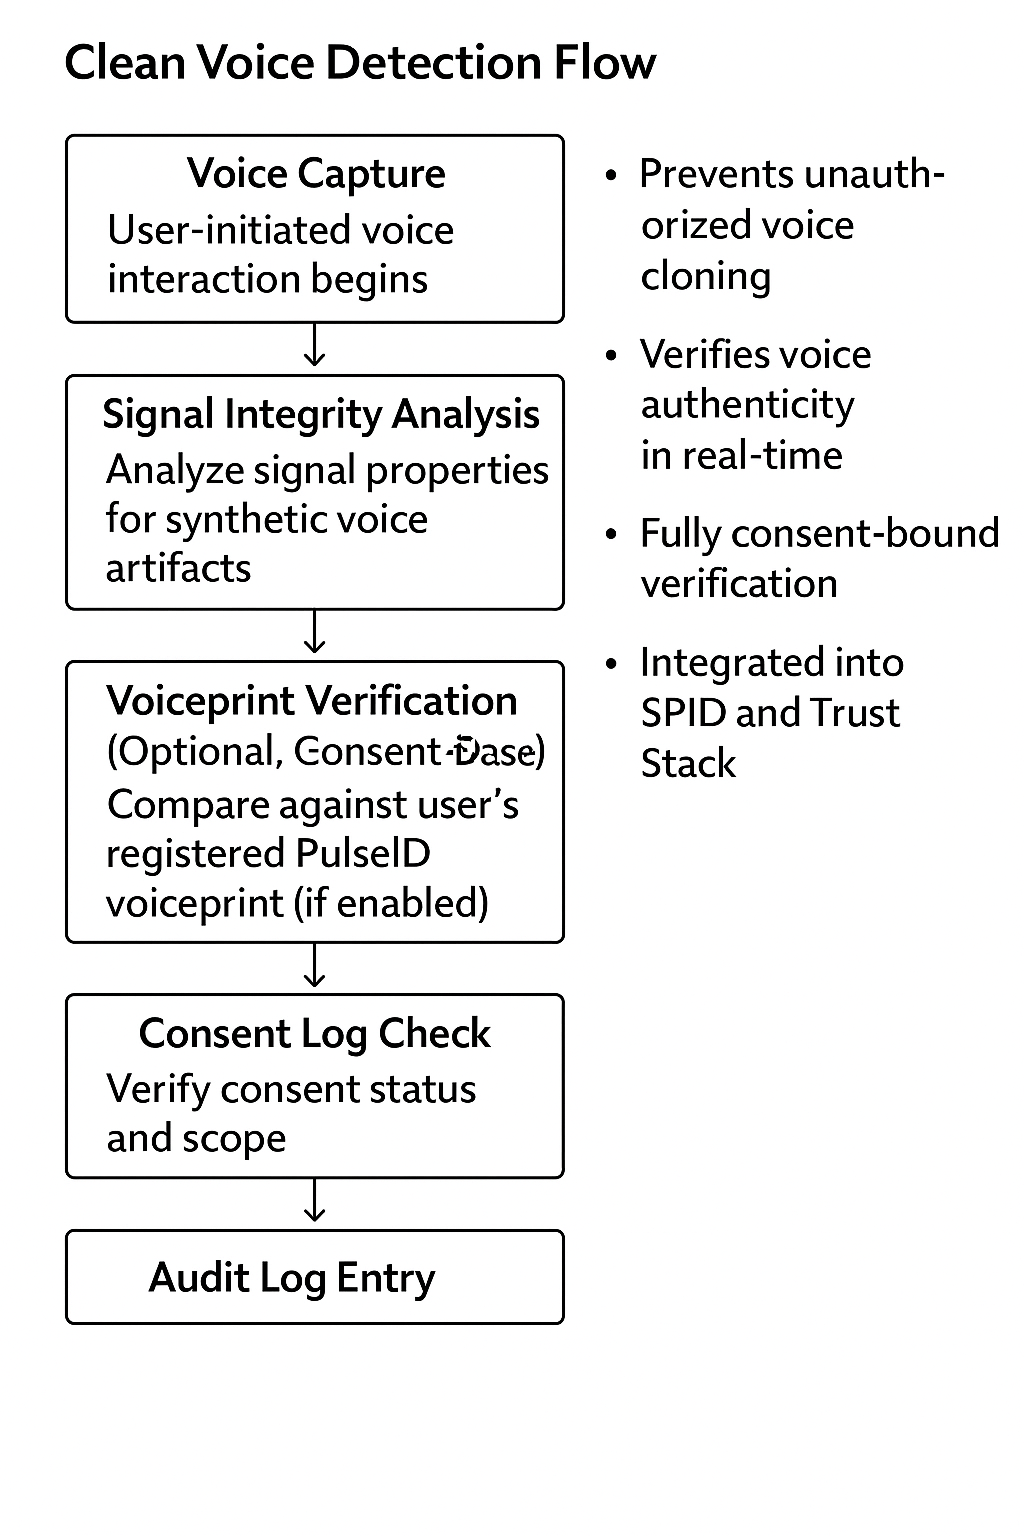 Clean Voice Detection Flow
Voice Capture
User-initiated voice
interaction begins
Signal Integrity Analysis
Analyze signal properties
for synthetic voice
artifacts
Voiceprint Verification
(Optional,
Compare against user’s
registered PulseID
voiceprint (if enabled)
Consent Log Check
Verify consent status
and scope
Audit Log Entry
• Prevents unauth-
orized voice
cloning
• Verifies voice
authenticity
in real-time
• Fully consent-bound
verification
• Integrated into
SPID and Trust
Stack